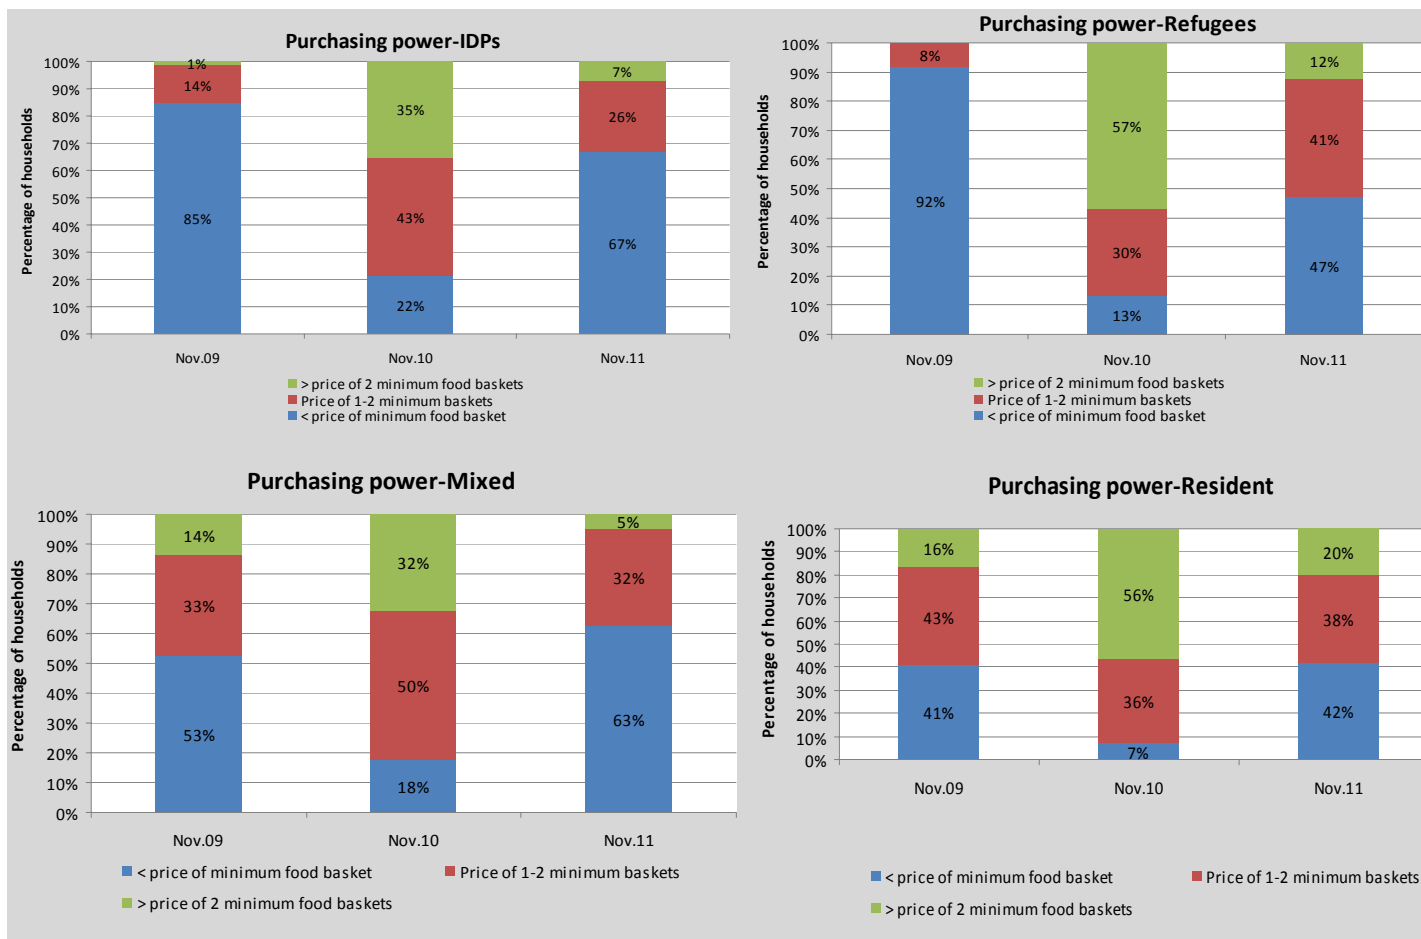 Purchasing power-IDPs
Percentage of households
100%
90%
80%
70%
60%
50%
40%
30%
20%
10%
0%
1%
14%
85%
35%
43%
22%
7%
26%
67%
Nov.09
Nov.10
Nov.11
> price of 2 minimum food baskets
Price of 1-2 minimum baskets
< price of minimum food basket
Purchasing power-Refugees
Percentage of households
100%
90%
80%
70%
60%
50%
40%
30%
20%
10%
0%
8%
92%
57%
30%
13%
12%
41%
47%
Nov.09
Nov.10
Nov.11
> price of 2 minimum food baskets
Price of 1-2 minimum baskets
< price of minimum food basket
Purchasing power-Mixed
Percentage of households
100%
90%
80%
70%
60%
50%
40%
30%
20%
10%
0%
14%
33%
53%
32%
50%
18%
5%
32%
63%
Nov.09
Nov.10
Nov.11
< price of minimum food basket
Price of 1-2 minimum baskets
> price of 2 minimum food baskets
Purchasing power-Resident
Percentage of households
100%
90%
80%
70%
60%
50%
40%
30%
20%
10%
0%
16%
43%
41%
56%
36%
7%
20%
38%
42%
Nov.09
Nov.10
Nov.11
< price of minimum food basket
Price of 1-2 minimum baskets
> price of 2 minimum food baskets